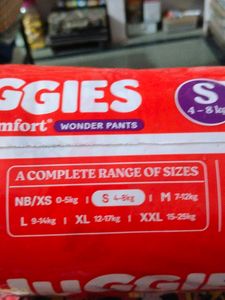 GGIES
S
mfort® WONDER PANTS
4-8 kg
A COMPLETE RANGE OF SIZES
NB/XS 0-5kg | S 4-8kg | M 7-12kg
L 9-14kg | XL 12-17kg | XXL 15-25kg
HUGGIE